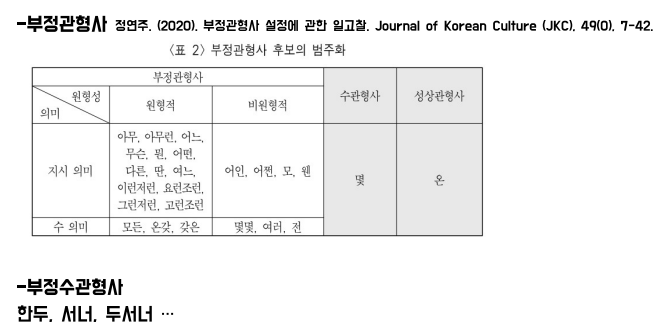 -부정관형사 정연주. (2020). 부정관형사 설정에 관한 일고찰. Journal of Korean Culture (JKC), 49(0), 7-42.
〈표 2〉 부정관형사 후보의 범주화
부정관형사
원형성
의미
원형적
비원형적
수관형사
성상관형사
지시 의미
아무, 아무런, 어느,
무슨, 뭔, 어떤,
다른, 딴, 여느,
이런저런, 요런조런,
그런저런, 고런조런
어인, 어쩐, 모, 웬
몇
온
수 의미
모든, 온갖, 갖은
몇몇, 여러, 전
-부정수관형사
한두, 서너, 두서너 …